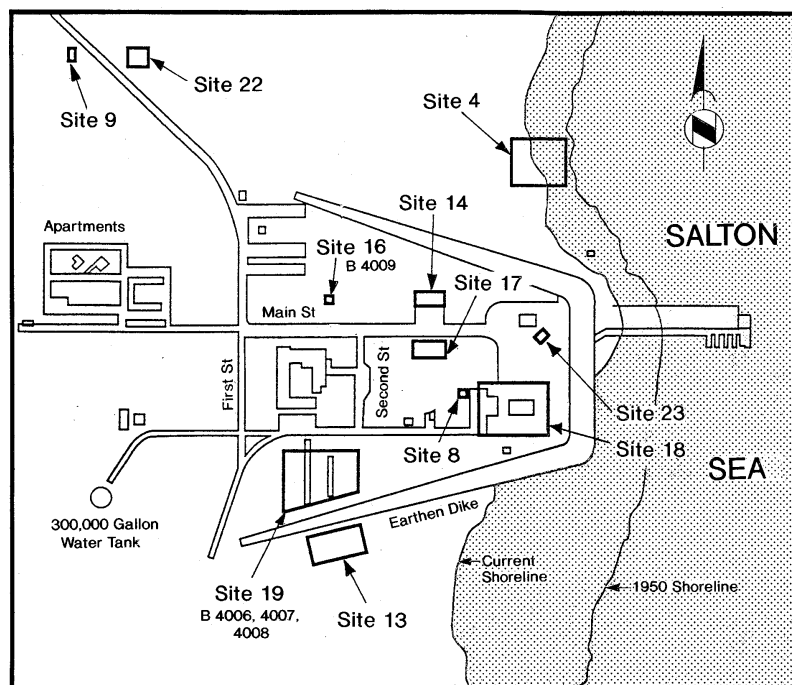 Site 22
Site 9
Site 4
SALTON
Apartments
Site 14
Site 16
B 4009
Site 17
Main St
First St
Second St
Site 23
Site 8
Site 18
SEA
300,000 Gallon
Water Tank
Earthen Dike
Current
Shoreline
1950 Shoreline
Site 19
B 4006, 4007,
4008
Site 13